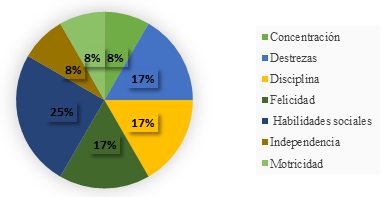 8%
8%
17%
17%
17%
25%
8%
Concentración
Destrezas
Disciplina
Felicidad
Habilidades sociales
Independencia
Motricidad